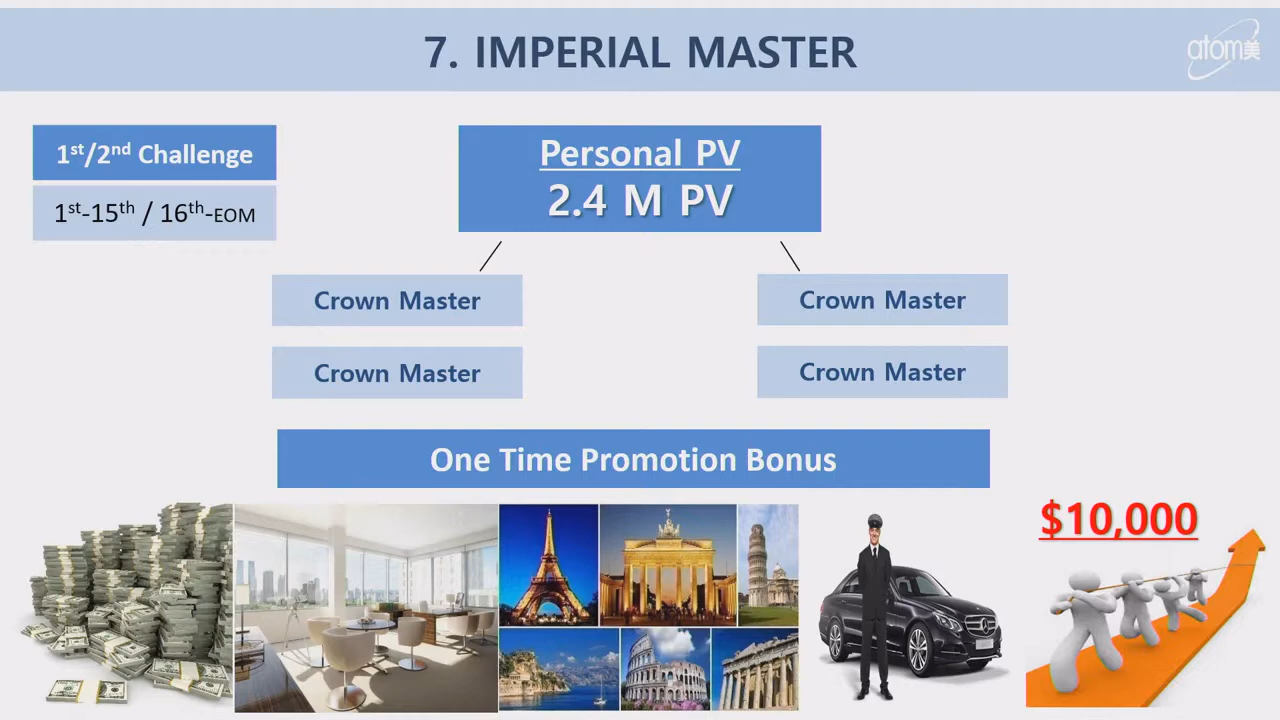 7. IMPERIAL MASTER
atom美
1st/2nd Challenge
1st-15th / 16th-EOM
Personal PV
2.4 M PV
Crown Master
Crown Master
Crown Master
Crown Master
One Time Promotion Bonus
$10,000